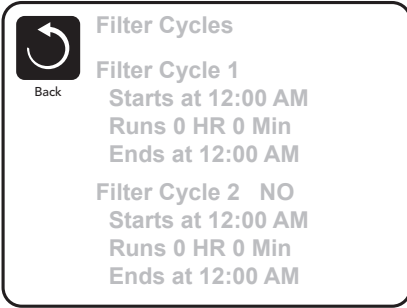 Filter Cycles
Back
Filter Cycle 1
Starts at 12:00 AM
Runs 0 HR 0 Min
Ends at 12:00 AM
Filter Cycle 2 NO
Starts at 12:00 AM
Runs 0 HR 0 Min
Ends at 12:00 AM